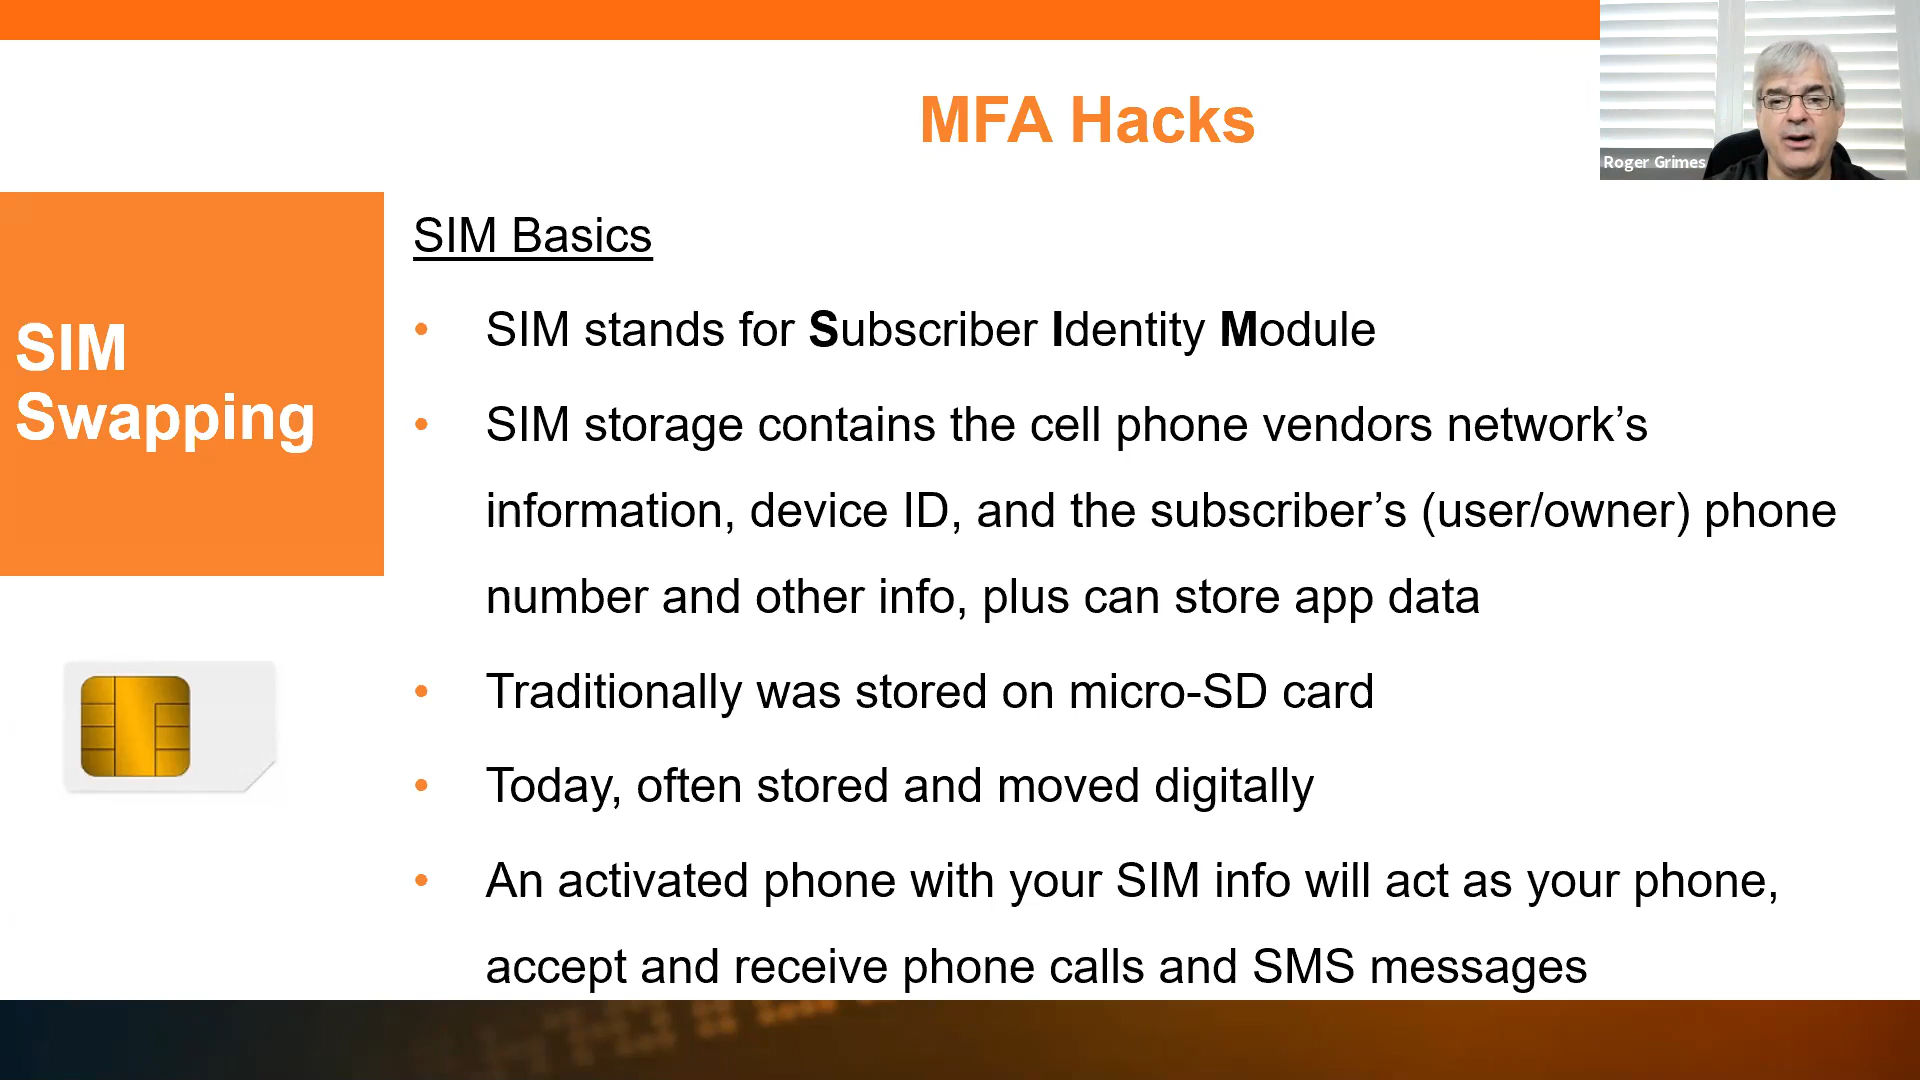 MFA Hacks
Roger Grimes
SIM
Swapping
SIM Basics
• SIM stands for Subscriber Identity Module
• SIM storage contains the cell phone vendors network’s
information, device ID, and the subscriber’s (user/owner) phone
number and other info, plus can store app data
• Traditionally was stored on micro-SD card
• Today, often stored and moved digitally
• An activated phone with your SIM info will act as your phone,
accept and receive phone calls and SMS messages